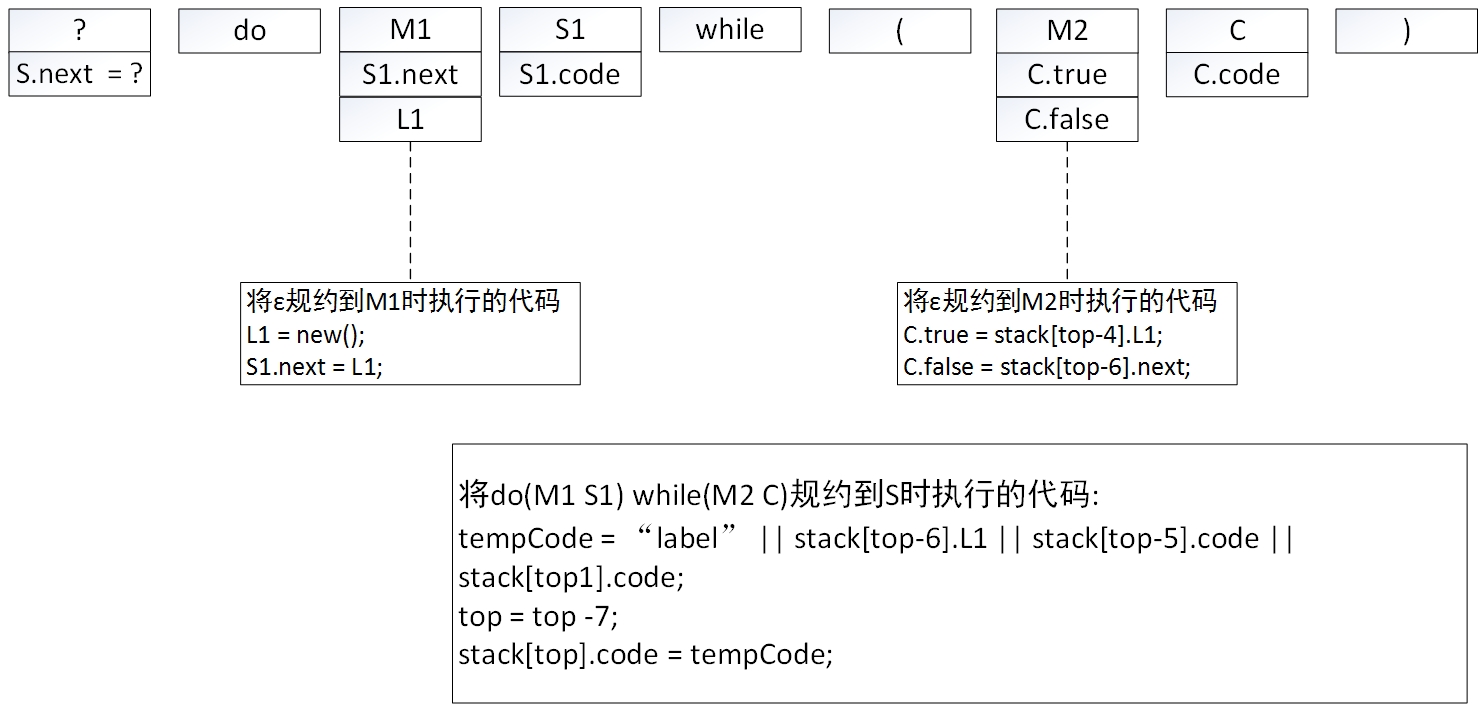 ? do M1 S1 while ( M2 C )
S.next = ? S1.next S1.code C.true C.code
L1 C.false
将ε规约到M1时执行的代码
L1 = new();
S1.next = L1;
将ε规约到M2时执行的代码
C.true = stack[top-4].L1;
C.false = stack[top-6].next;
将do(M1 S1) while(M2 C)规约到S时执行的代码:
tempCode = “label” || stack[top-6].L1 || stack[top-5].code ||
stack[top1].code;
top = top -7;
stack[top].code = tempCode;